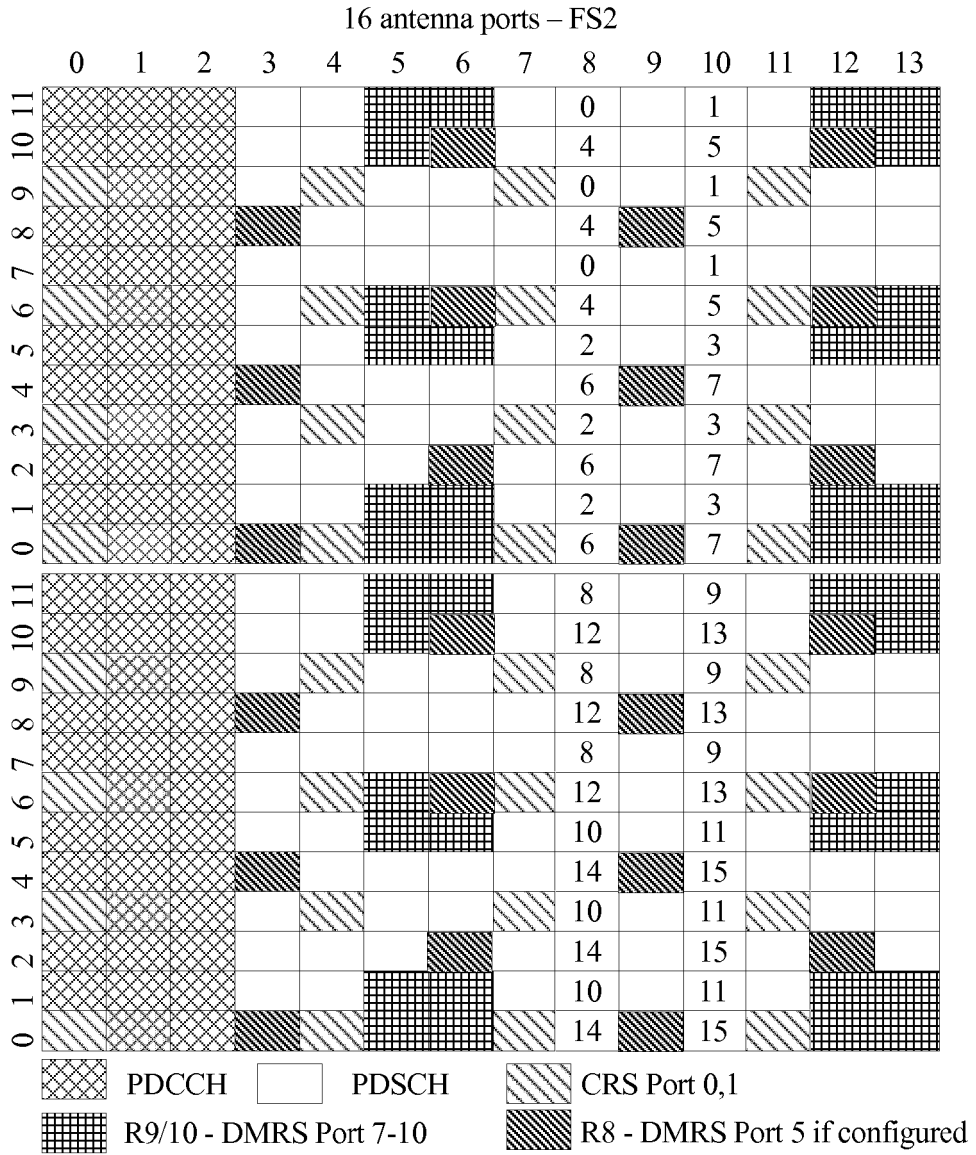 16 antenna ports – FS2
0 1 2 3 4 5 6 7 8 9 10 11 12 13
11 0 1
10 4 5
9 0 1
8 4 5
7 0 1
6 4 5
5 2 3
4 6 7
3 2 3
2 6 7
1 2 3
0 6 7
11 8 9
10 12 13
9 8 9
8 12 13
7 8 9
6 12 13
5 10 11
4 14 15
3 10 11
2 14 15
1 10 11
0 14 15
PDCCH PDSCH CRS Port 0,1
R9/10 - DMRS Port 7-10 R8 - DMRS Port 5 if configured